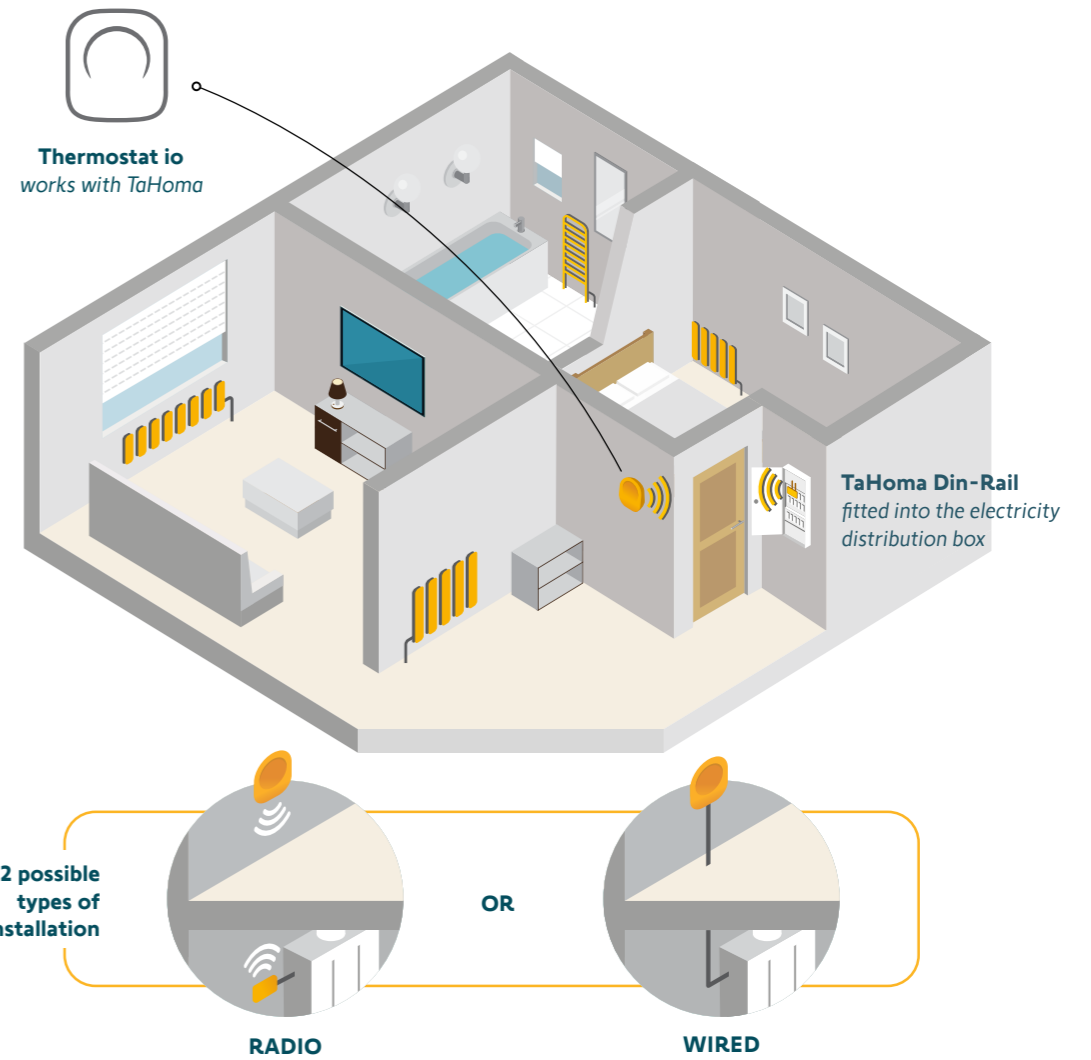 Thermostat io
works with TaHoma
TaHoma Din-Rail
fitted into the electricity
distribution box
2 possible
types of
nstallation
OR
RADIO
WIRED